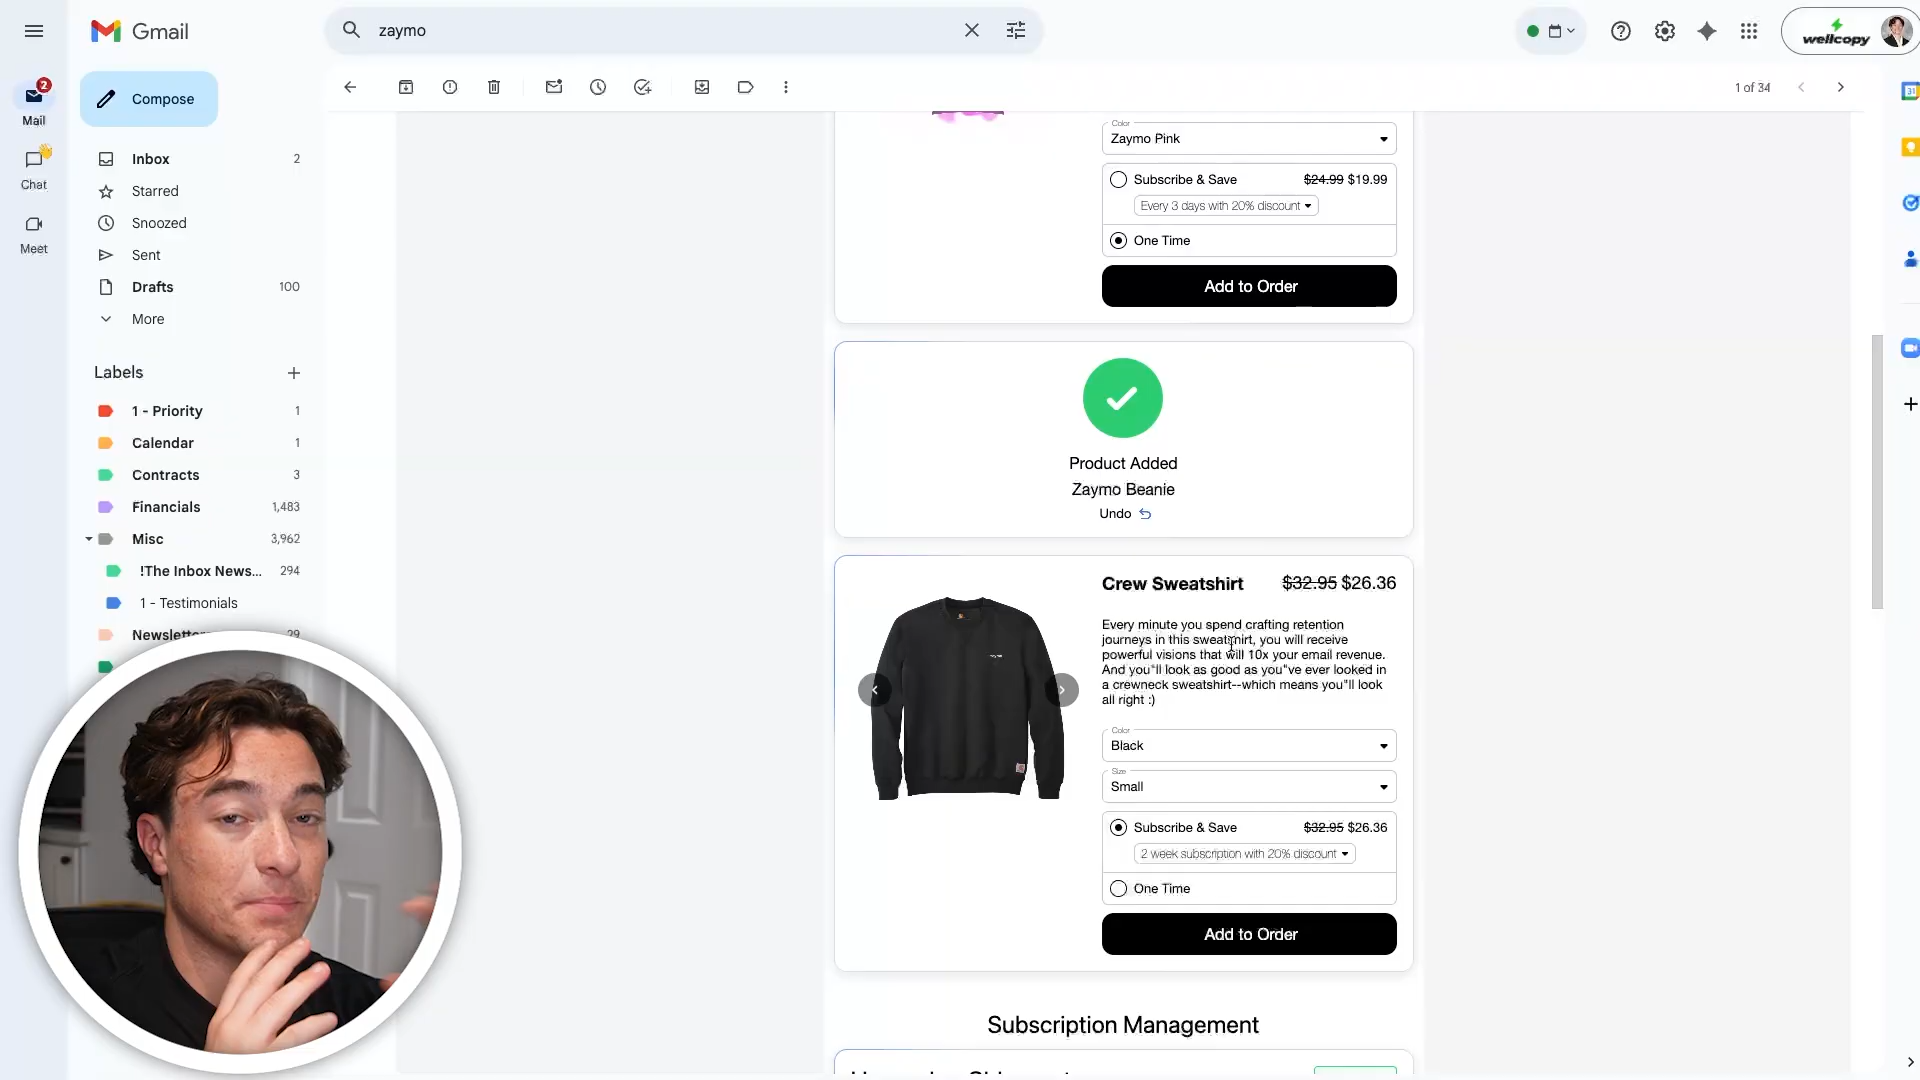 Gmail
zaymo
wellcopy
Compose
1 of 34
2
Mail
Chat
Meet
Inbox 2
Starred
Snoozed
Sent
Drafts 100
More
Labels
1 - Priority 1
Calendar 1
Contracts 3
Financials 1,483
Misc 3,962
!The Inbox News... 294
1 - Testimonials
29
31
Color
Zaymo Pink
Subscribe & Save $24.99 $19.99
Every 3 days with 20% discount
One Time
Add to Order
Product Added
Zaymo Beanie
Undo
Crew Sweatshirt $32.95 $26.36
Every minute you spend crafting retention
journeys in this sweatshirt, you will receive
powerful visions that will 10x your email revenue.
And you"ll look as good as you"ve ever looked in
a crewneck sweatshirt--which means you"ll look
all right :)
Color
Black
Size
Small
Subscribe & Save $32.95 $26.36
2 week subscription with 20% discount
One Time
Add to Order
Subscription Management